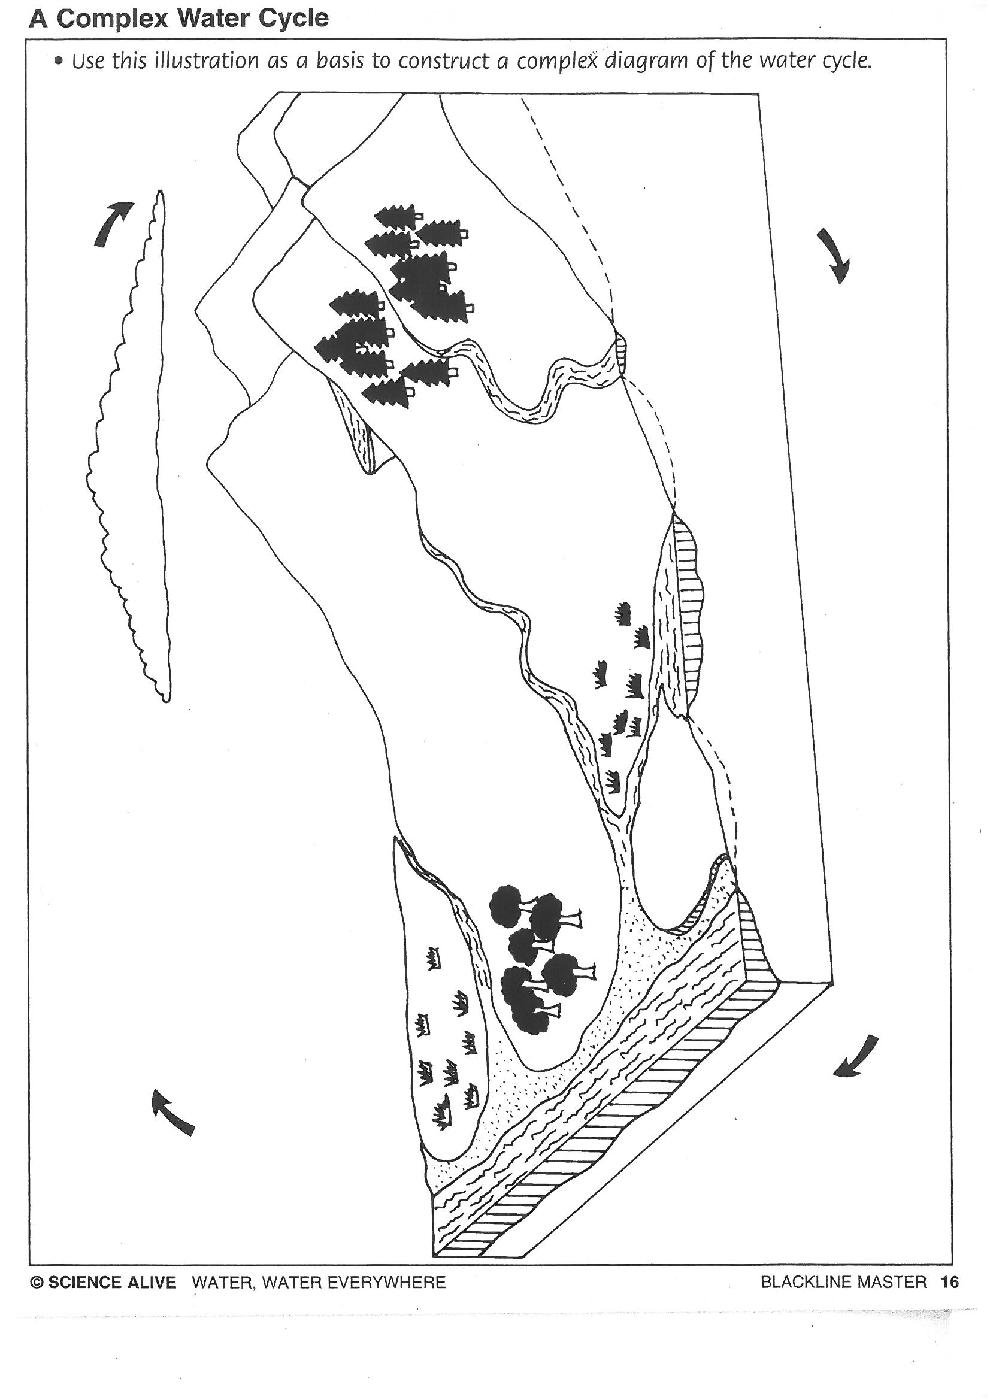 A Complex Water Cycle
• Use this illustration as a basis to construct a complex diagram of the water cycle.
© SCIENCE ALIVE WATER, WATER EVERYWHERE BLACKLINE MASTER 16